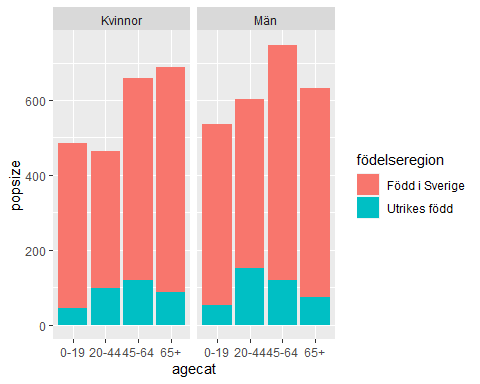 Kvinnor
Män
popsize
600
400
200
0
0-19 20-44 45-64 65+
0-19 20-44 45-64 65+
agecat
födelseregion
Född i Sverige
Utrikes född